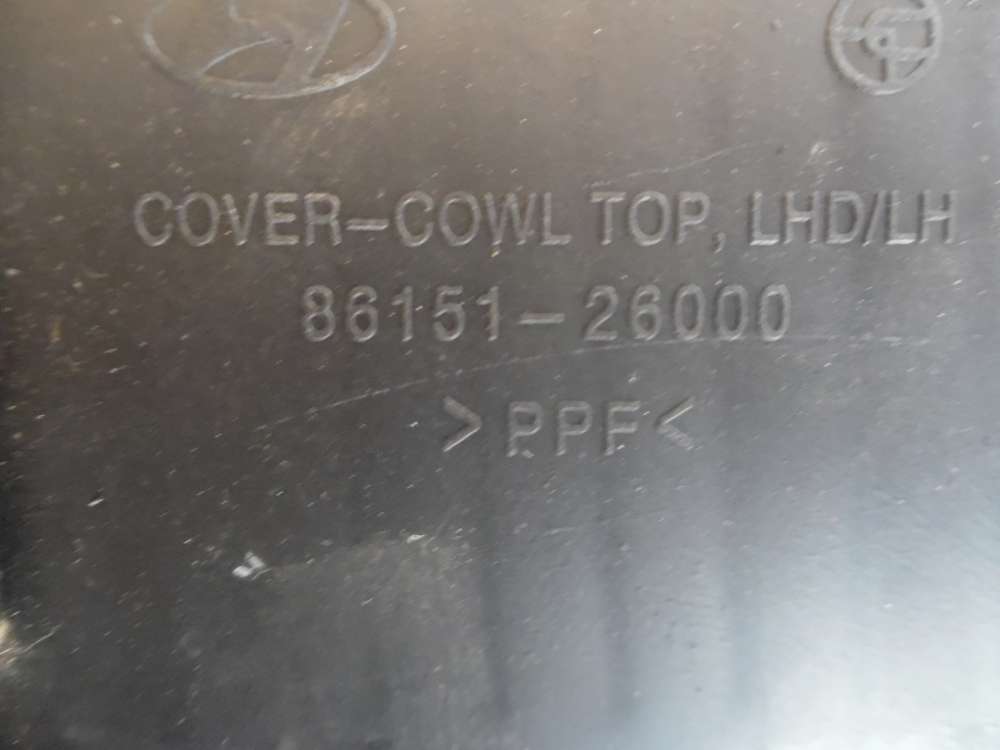 COVER-COWL TOP, LHD/LH
86151-26000
>PPF<